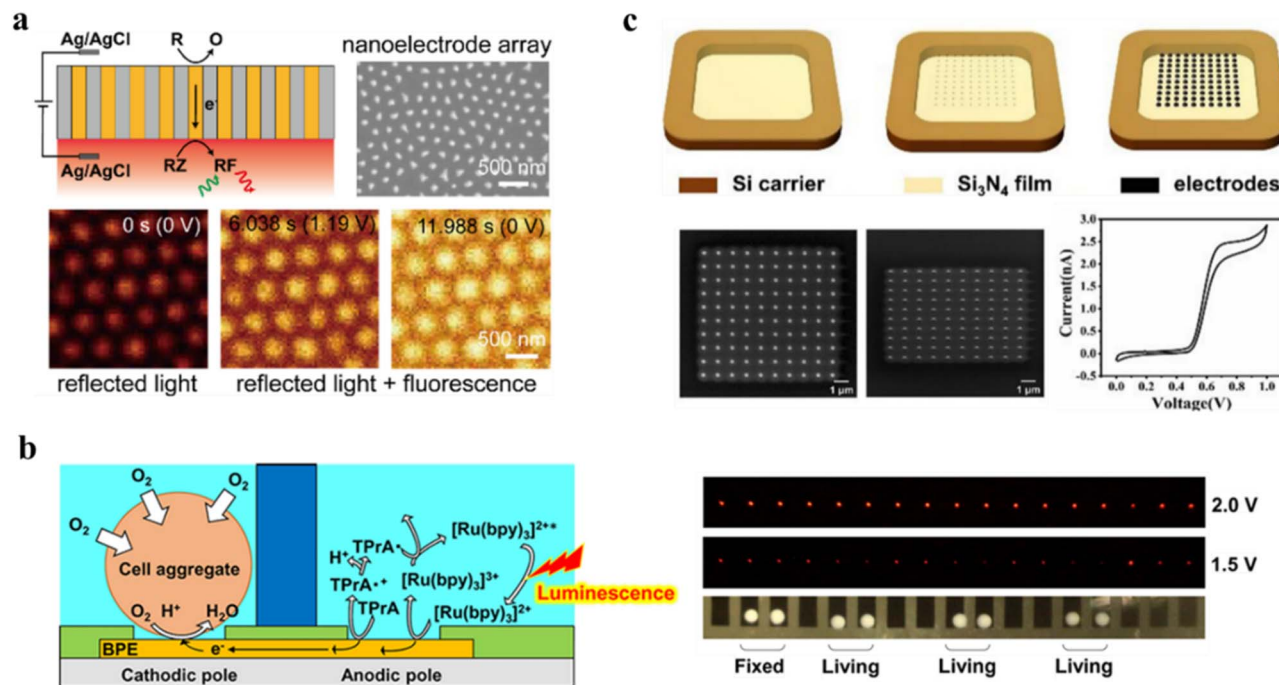 a
Ag/AgCl
R
O
e⁻
Ag/AgCl
RZ
RF
nanoelectrode array
500 nm
0 s (0 V)
6.038 s (1.19 V)
11.988 s (0 V)
500 nm
reflected light
reflected light + fluorescence
c
Si carrier
Si₃N₄ film
electrodes
1 μm
1 μm
Current(nA)
3.0
2.5
2.0
1.5
1.0
0.5
0.0
-0.5
0.0 0.2 0.4 0.6 0.8 1.0
Voltage(V)
b
O₂
O₂
O₂
Cell aggregate
O₂ H⁺ H₂O
BPE
e⁻
Cathodic pole
Anodic pole
[Ru(bpy)₃]²⁺*
TPrA•
H⁺
TPrA•⁺
[Ru(bpy)₃]³⁺
TPrA
[Ru(bpy)₃]²⁺
Luminescence
2.0 V
1.5 V
Fixed
Living
Living
Living